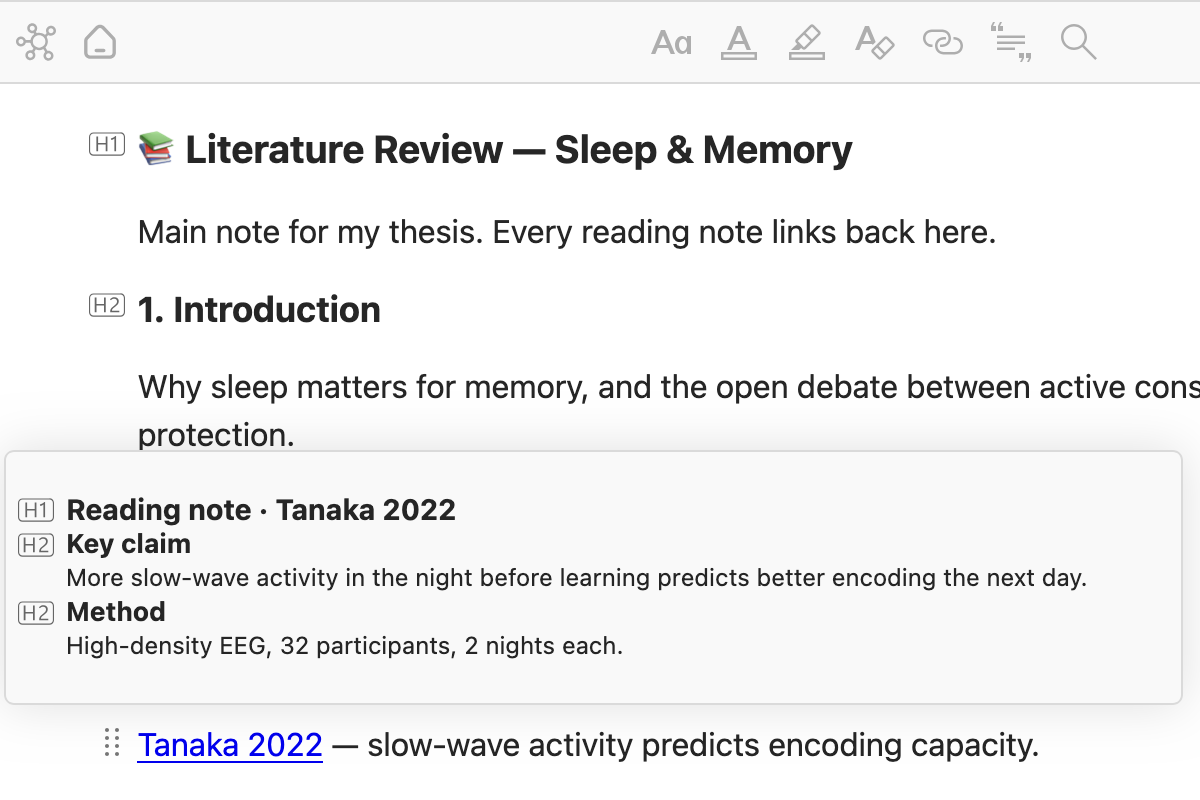 Aa A A
H1 📚 Literature Review — Sleep & Memory
Main note for my thesis. Every reading note links back here.
H2 1. Introduction
Why sleep matters for memory, and the open debate between active cons
protection.
H1 Reading note · Tanaka 2022
H2 Key claim
More slow-wave activity in the night before learning predicts better encoding the next day.
H2 Method
High-density EEG, 32 participants, 2 nights each.
Tanaka 2022 — slow-wave activity predicts encoding capacity.